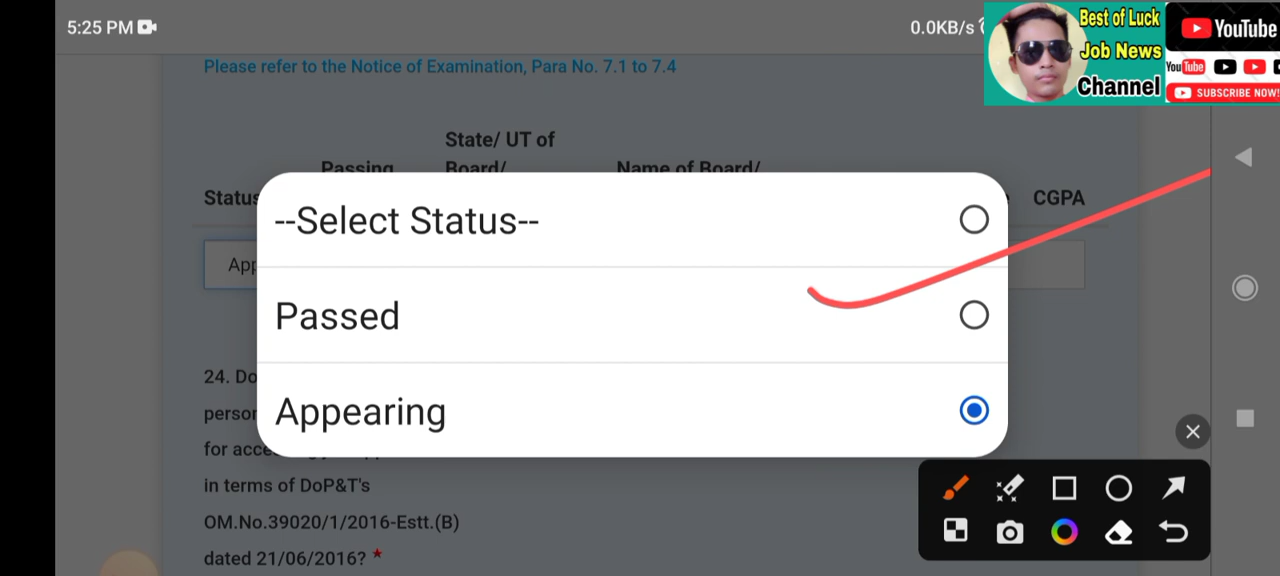 5:25 PM
0.0KB/s
Best of Luck
Job News
Channel
YouTube
YouTube
SUBSCRIBE NOW!
Please refer to the Notice of Examination, Para No. 7.1 to 7.4
State/ UT of
Passing Board/ Name of Board/
Status CGPA
App
--Select Status--
Passed
Appearing
24. Do
person
for acce
in terms of DoP&T's
OM.No.39020/1/2016-Estt.(B)
dated 21/06/2016? *